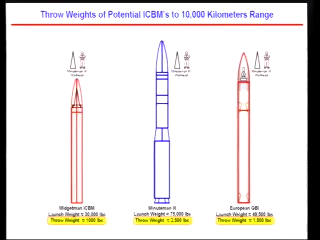 Throw Weights of Potential ICBM's to 10,000 Kilometers Range
Midgetman ICBM
Launch Weight = 30,000 lbs
Throw Weight = 1000 lbs
Minuteman III
Launch Weight = 75,000 lbs
Throw Weight = 2,500 lbs
European GBI
Launch Weight = 49,500 lbs
Throw Weight = 1,500 lbs